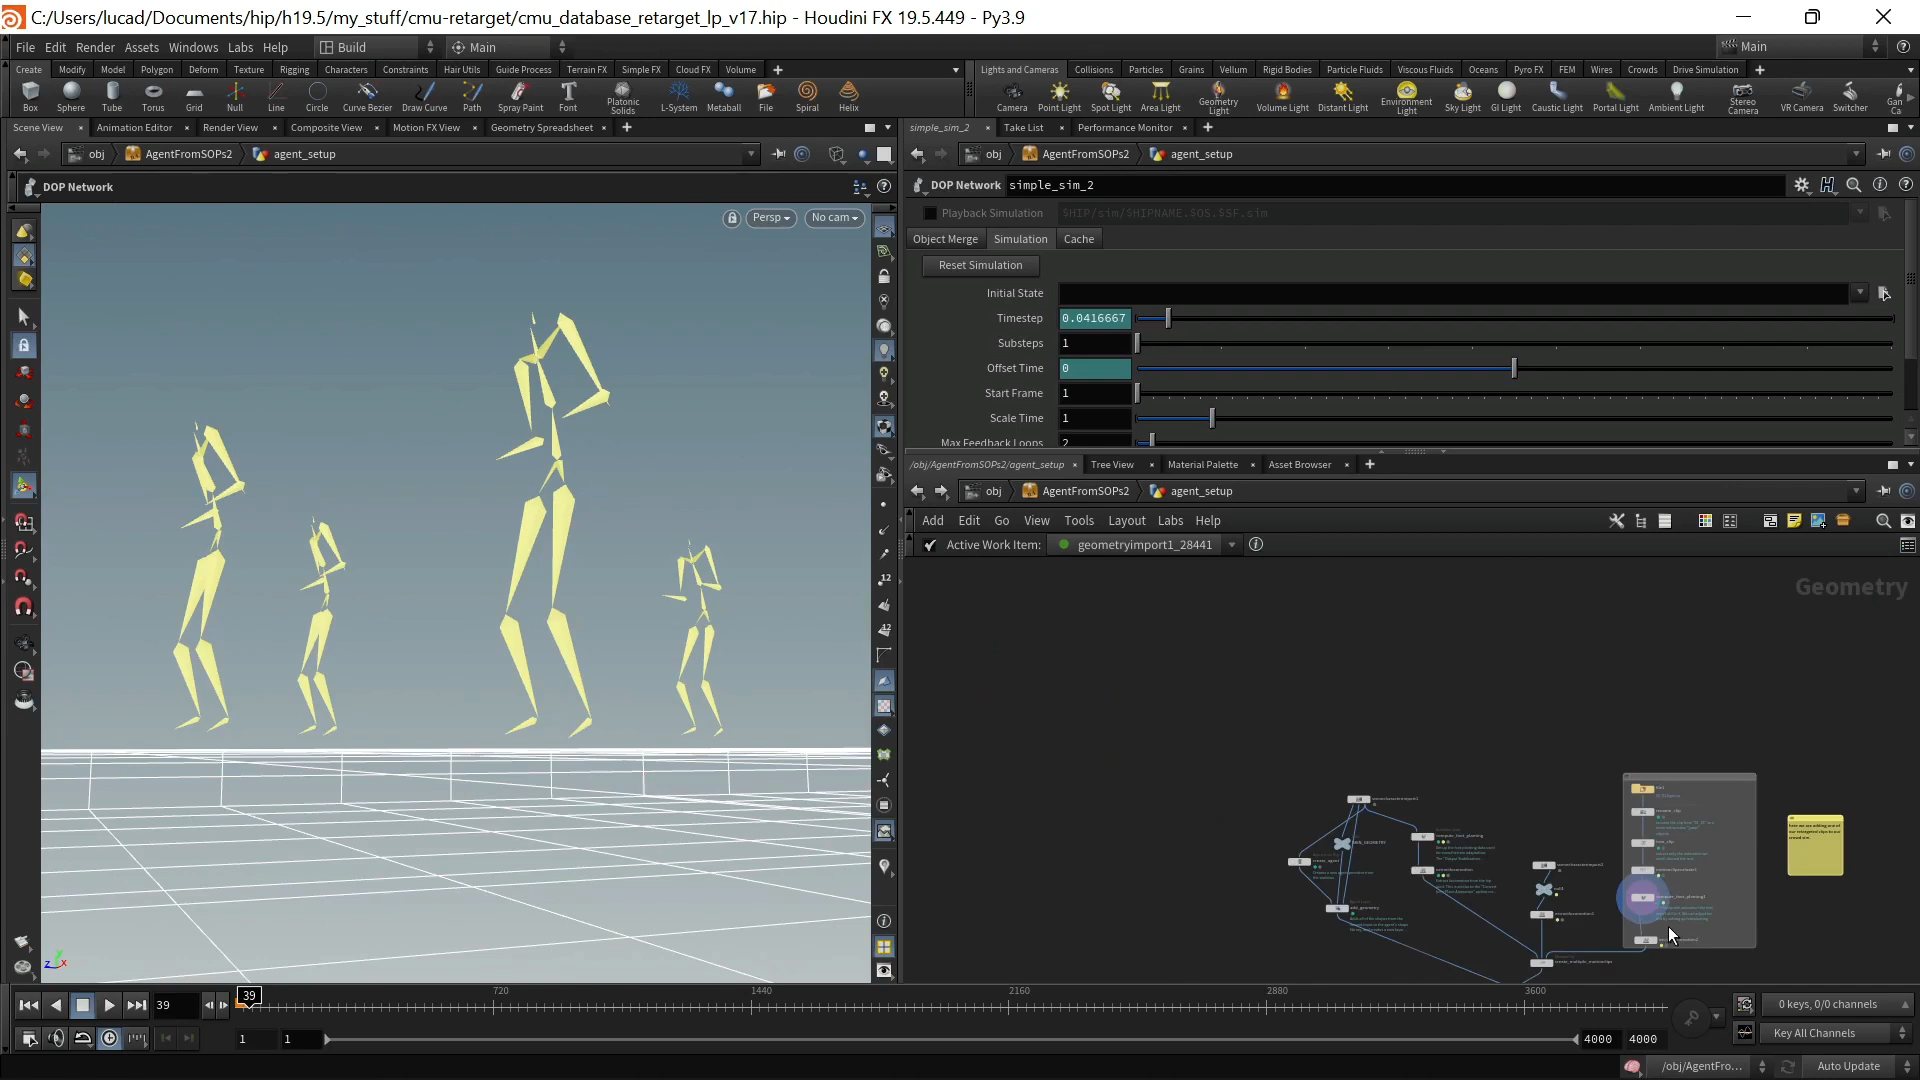 C:/Users/lucad/Documents/hip/h19.5/my_stuff/cmu-retarget/cmu_database_retarget_lp_v17.hip - Houdini FX 19.5.449 - Py3.9
File Edit Render Assets Windows Labs Help Build Main Main
Create Modify Model Polygon Deform Texture Rigging Characters Constraints Hair Utils Guide Process Terrain FX Simple FX Cloud FX Volume
Lights and Cameras Collisions Particles Grains Vellum Rigid Bodies Particle Fluids Viscous Fluids Oceans Pyro FX FEM Wires Crowds Drive Simulation
Box Sphere Tube Torus Grid Null Line Circle Curve Bezier Draw Curve Path Spray Paint Font Platonic Solids L-System Metaball File Spiral Helix
Camera Point Light Spot Light Area Light Geometry Light Volume Light Distant Light Environment Light Sky Light GI Light Caustic Light Portal Light Ambient Light Stereo Camera VR Camera Switcher
Scene View Animation Editor Render View Composite View Motion FX View Geometry Spreadsheet
simple_sim_2 Take List Performance Monitor
obj AgentFromSOPs2 agent_setup
obj AgentFromSOPs2 agent_setup
DOP Network
DOP Network simple_sim_2
Persp No cam
Playback Simulation $HIP/sim/$HIPNAME.$OS.$SF.sim
Object Merge Simulation Cache
Reset Simulation
Initial State
Timestep 0.0416667
Substeps 1
Offset Time 0
Start Frame 1
Scale Time 1
Max Feedback Loops 2
/obj/AgentFromSOPs2/agent_setup Tree View Material Palette Asset Browser
obj AgentFromSOPs2 agent_setup
Add Edit Go View Tools Layout Labs Help
Active Work Item: geometryimport1_28441
Geometry
12
12
z x
39
39
720 1440 2160 2880 3600
0 keys, 0/0 channels
1 1 4000 4000
Key All Channels
/obj/AgentFro... Auto Update